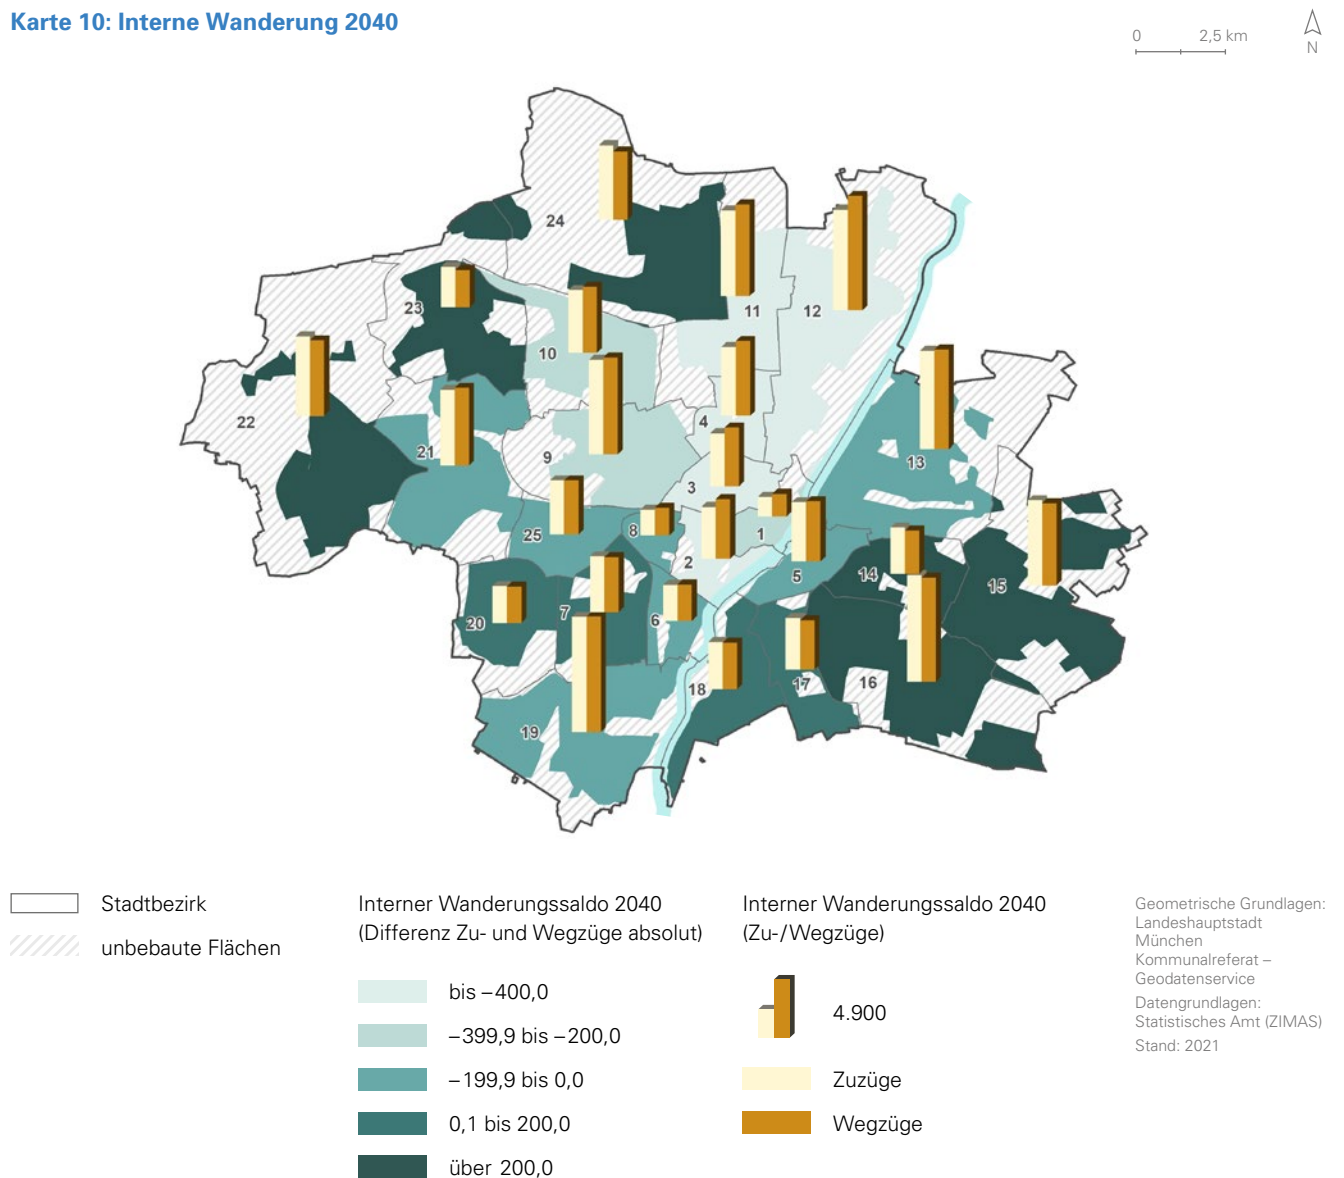 Karte 10: Interne Wanderung 2040
0 2,5 km
N
24
23
11
12
10
22
4
21
9
13
3
25
8
1
2
14
5
15
7
20
6
18
17
16
19
Stadtbezirk
unbebaute Flächen
Interner Wanderungssaldo 2040
(Differenz Zu- und Wegzüge absolut)
bis –400,0
–399,9 bis –200,0
–199,9 bis 0,0
0,1 bis 200,0
über 200,0
Interner Wanderungssaldo 2040
(Zu-/Wegzüge)
4.900
Zuzüge
Wegzüge
Geometrische Grundlagen:
Landeshauptstadt
München
Kommunalreferat –
Geodatenservice
Datengrundlagen:
Statistisches Amt (ZIMAS)
Stand: 2021